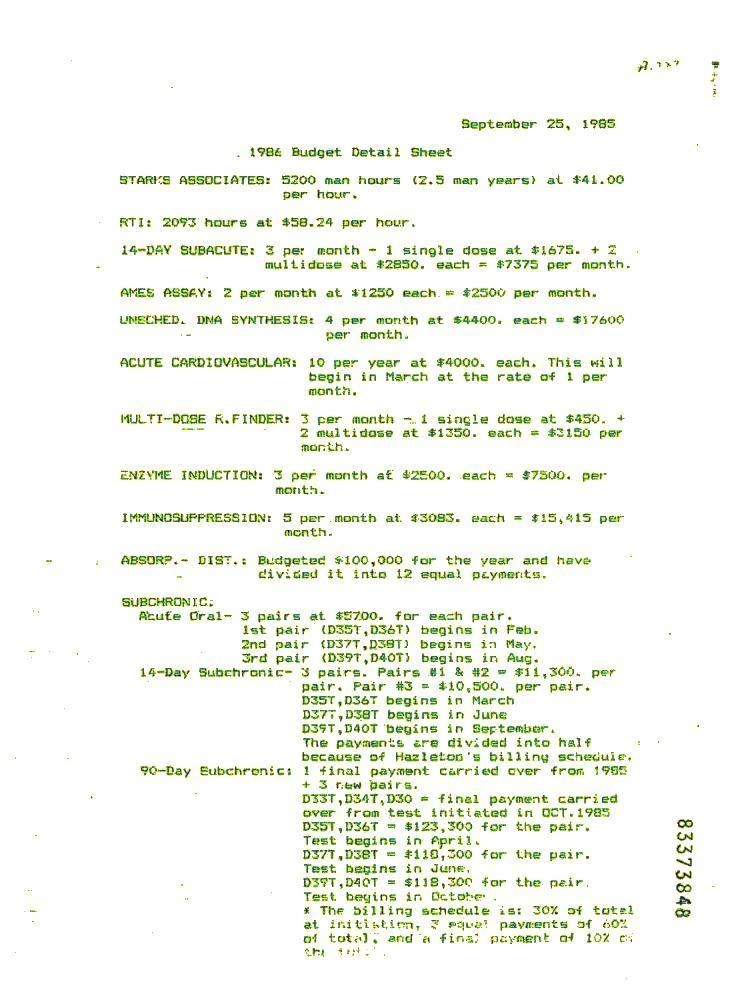 September 25, 1985
1986 Budget Detail Sheet
STARKS ASSOCIATES: 5200 man hours (2.5 man years) at $41.00
per hour.
RTI: 2093 hours at $58.24 per hour.
14-DAY SUBACUTE: 3 per month - 1 single dose at $1675. + 2
multidose at $2850. each = $7375 per month.
AMES ASSAY: 2 per month at $1250 each = $2500 per month.
UNSCHED. DNA SYNTHESIS: 4 per month at $4400. each = $17600
per month.
ACUTE CARDIOVASCULAR: 10 per year at $4000. each. This will
begin in March at the rate of 1 per
month.
MULTI-DOSE R.FINDER: 3 per month - 1 single dose at $450. +
2 multidose at $1350. each = $3150 per
month.
ENZYME INDUCTION: 3 per month at $2500. each = $7500. per
month.
IMMUNOSUPPRESSION: 5 per month at $3083. each = $15,415 per
month.
ABSORP.- DIST.: Budgeted $100,000 for the year and have
divided it into 12 equal payments.
SUBCHRONIC:
Acute Oral- 3 pairs at $5700. for each pair.
1st pair (D35T,D36T) begins in Feb.
2nd pair (D37T,D38T) begins in May.
3rd pair (D39T,D40T) begins in Aug.
14-Day Subchronic- 3 pairs. Pairs #1 & #2 = $11,300. per
pair. Pair #3 = $10,500. per pair.
D35T,D36T begins in March
D37T,D38T begins in June
D39T,D40T begins in September.
The payments are divided into half
because of Hazleton's billing schedule.
90-Day Subchronic: 1 final payment carried over from 1985
+ 3 new pairs.
D33T,D34T,D30 = final payment carried
over from test initiated in OCT.1985
D35T,D36T = $123,300 for the pair.
Test begins in April.
D37T,D38T = $118,300 for the pair.
Test begins in June.
D39T,D40T = $118,300 for the pair.
Test begins in October.
* The billing schedule is: 30% of total
at initiation, 3 equal payments of 60%
of total, and a final payment of 10% of
the total.
83373848